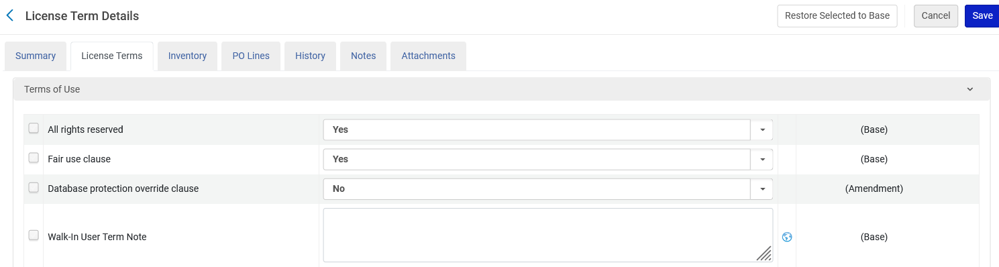 License Term Details
Restore Selected to Base Cancel Save
Summary License Terms Inventory PO Lines History Notes Attachments
Terms of Use
All rights reserved Yes (Base)
Fair use clause Yes (Base)
Database protection override clause No (Amendment)
Walk-In User Term Note (Base)